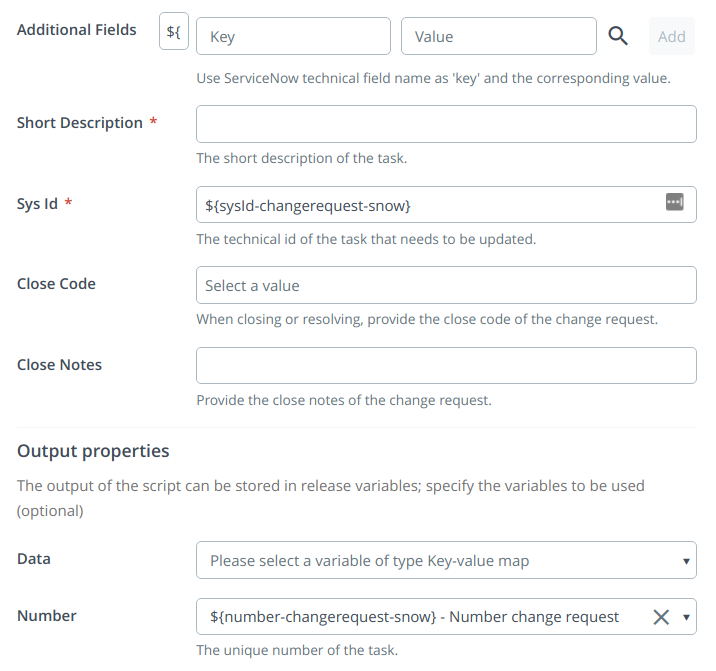 Additional Fields ${ Key Value Add
Use ServiceNow technical field name as 'key' and the corresponding value.
Short Description *
The short description of the task.
Sys Id * ${sysId-changerequest-snow}
The technical id of the task that needs to be updated.
Close Code Select a value
When closing or resolving, provide the close code of the change request.
Close Notes
Provide the close notes of the change request.
Output properties
The output of the script can be stored in release variables; specify the variables to be used
(optional)
Data Please select a variable of type Key-value map
Number ${number-changerequest-snow} - Number change request
The unique number of the task.